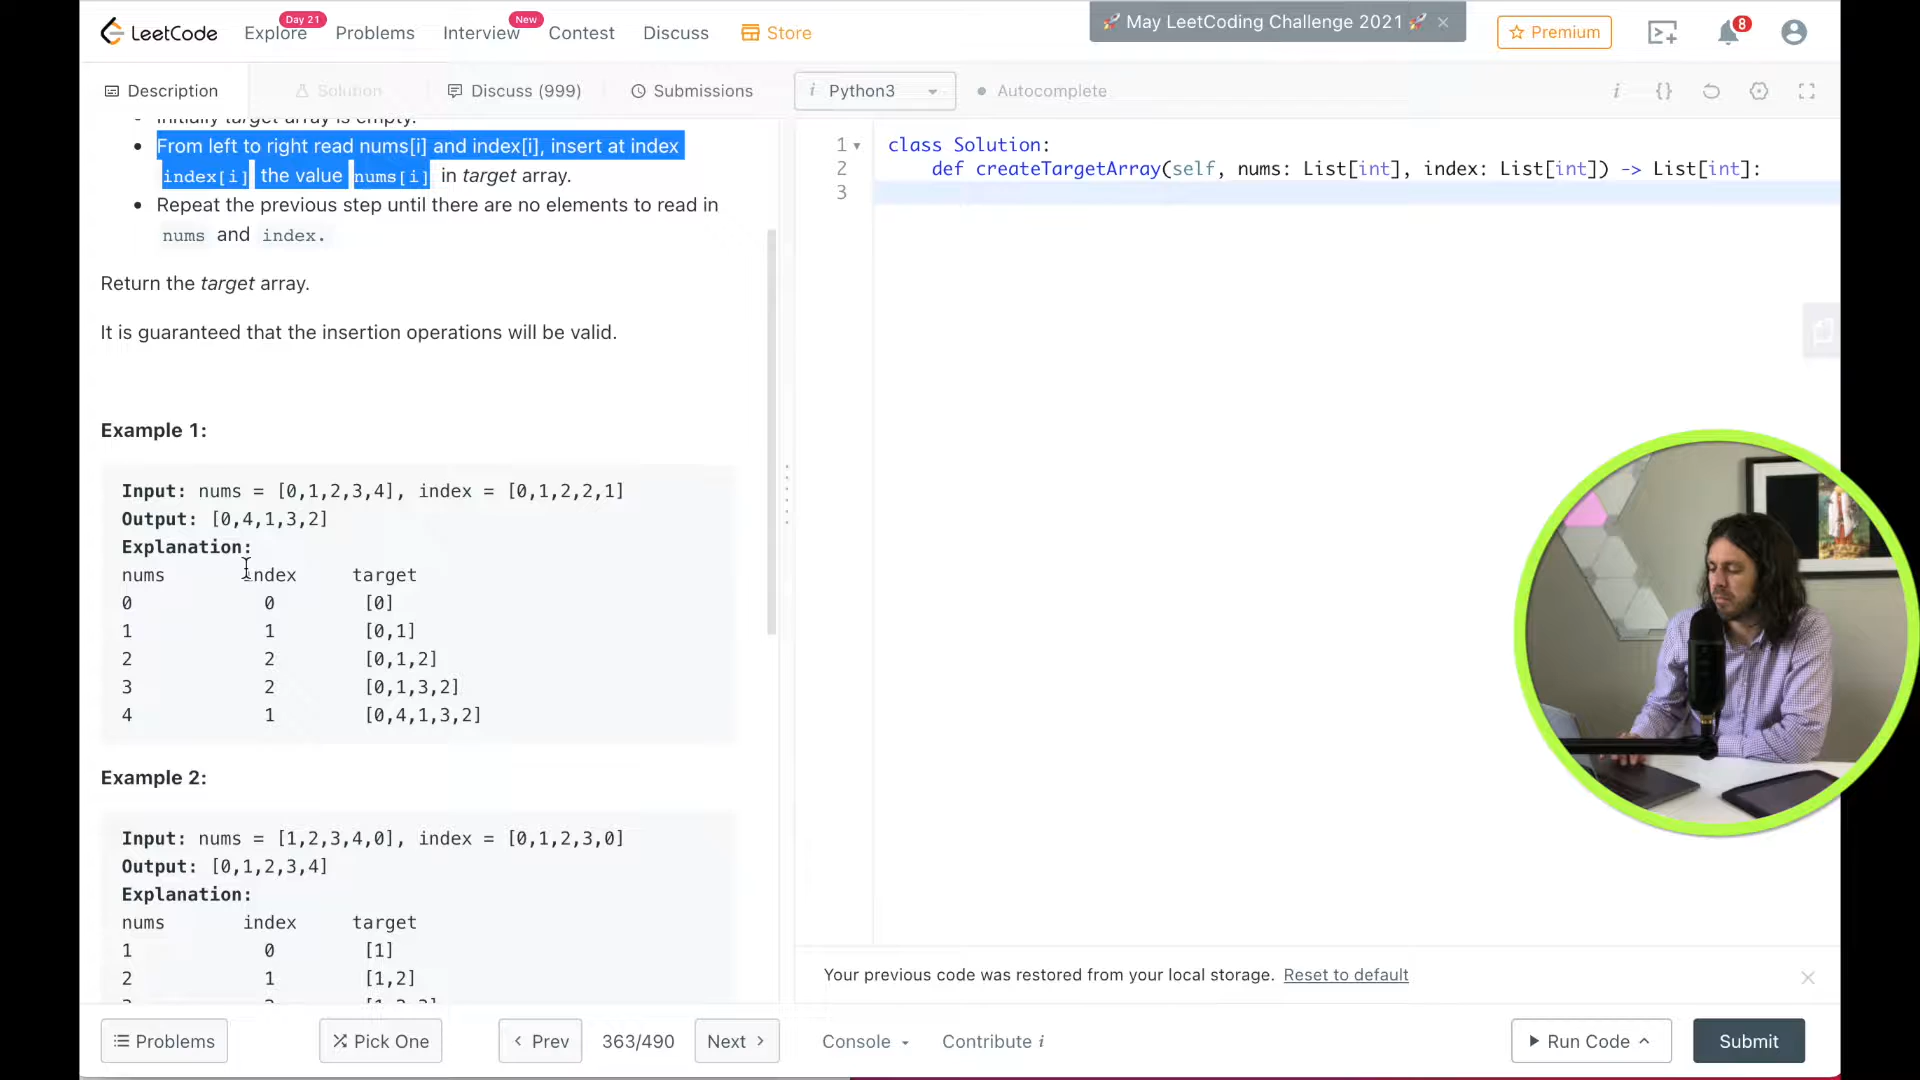 LeetCode
Explore
Day 21
Problems
Interview
New
Contest
Discuss
Store
🚀 May LeetCoding Challenge 2021 🚀 ×
Premium
8
Description
Solution
Discuss (999)
Submissions
i Python3
Autocomplete
i {}
• Initially target array is empty.
• From left to right read nums[i] and index[i], insert at index
index[i] the value nums[i] in target array.
• Repeat the previous step until there are no elements to read in
nums and index.
Return the target array.
It is guaranteed that the insertion operations will be valid.
Example 1:
Input: nums = [0,1,2,3,4], index = [0,1,2,2,1]
Output: [0,4,1,3,2]
Explanation:
nums index target
0 0 [0]
1 1 [0,1]
2 2 [0,1,2]
3 2 [0,1,3,2]
4 1 [0,4,1,3,2]
Example 2:
Input: nums = [1,2,3,4,0], index = [0,1,2,3,0]
Output: [0,1,2,3,4]
Explanation:
nums index target
1 0 [1]
2 1 [1,2]
1 class Solution:
2 def createTargetArray(self, nums: List[int], index: List[int]) -> List[int]:
3
Your previous code was restored from your local storage. Reset to default
Problems
Pick One
< Prev
363/490
Next >
Console
Contribute i
Run Code
Submit